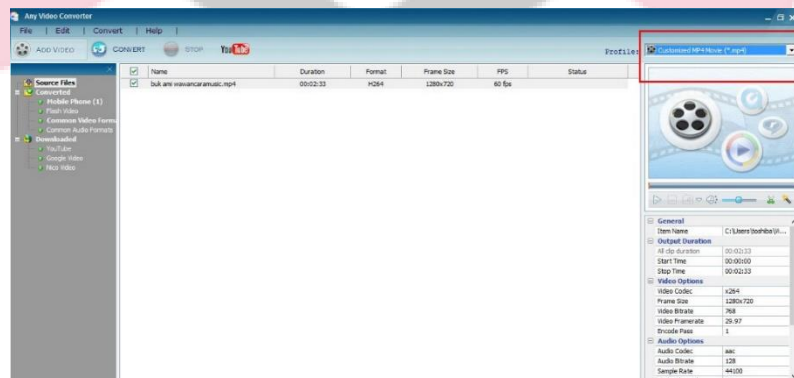 Any Video Converter
File | Edit | Convert | Help |
ADD VIDEO CONVERT STOP YouTube Profile: Customized MP4 Movie (*.mp4)
Name Duration Format Frame Size FPS Status
buk ani wawancaramusic.mp4 00:02:33 H264 1280x720 60 fps
Source Files
Converted
Mobile Phone (1)
Flash Video
Common Video Forma
Common Audio Formats
Downloaded
YouTube
Google Video
Nico Video
General
Item Name C:\Users\toshiba\V...
Output Duration
All clip duration 00:02:33
Start Time 00:00:00
Stop Time 00:02:33
Video Options
Video Codec x264
Frame Size 1280x720
Video Bitrate 768
Video Framerate 29.97
Encode Pass 1
Audio Options
Audio Codec aac
Audio Bitrate 128
Sample Rate 44100